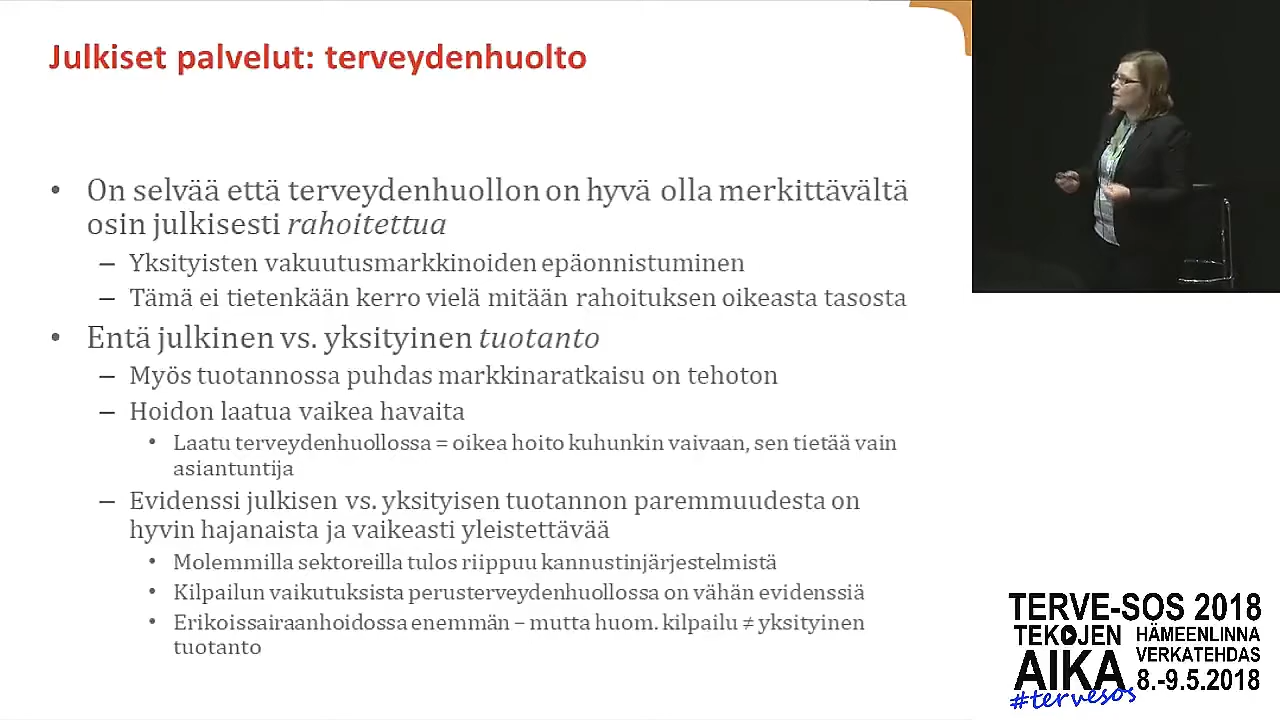 Julkiset palvelut: terveydenhuolto
• On selvää että terveydenhuollon on hyvä olla merkittävältä
osin julkisesti rahoitettua
– Yksityisten vakuutusmarkkinoiden epäonnistuminen
– Tämä ei tietenkään kerro vielä mitään rahoituksen oikeasta tasosta
• Entä julkinen vs. yksityinen tuotanto
– Myös tuotannossa puhdas markkinaratkaisu on tehoton
– Hoidon laatua vaikea havaita
• Laatu terveydenhuollossa = oikea hoito kuhunkin vaivaan, sen tietää vain
asiantuntija
– Evidenssi julkisen vs. yksityisen tuotannon paremmuudesta on
hyvin hajanaista ja vaikeasti yleistettävää
• Molemmilla sektoreilla tulos riippuu kannustinjärjestelmistä
• Kilpailun vaikutuksista perusterveydenhuollossa on vähän evidenssiä
• Erikoissairaanhoidossa enemmän – mutta huom. kilpailu ≠ yksityinen
tuotanto
TERVE-SOS 2018
TEKOJEN
AIKA
HÄMEENLINNA
VERKATEHDAS
8.-9.5.2018
#tervesos